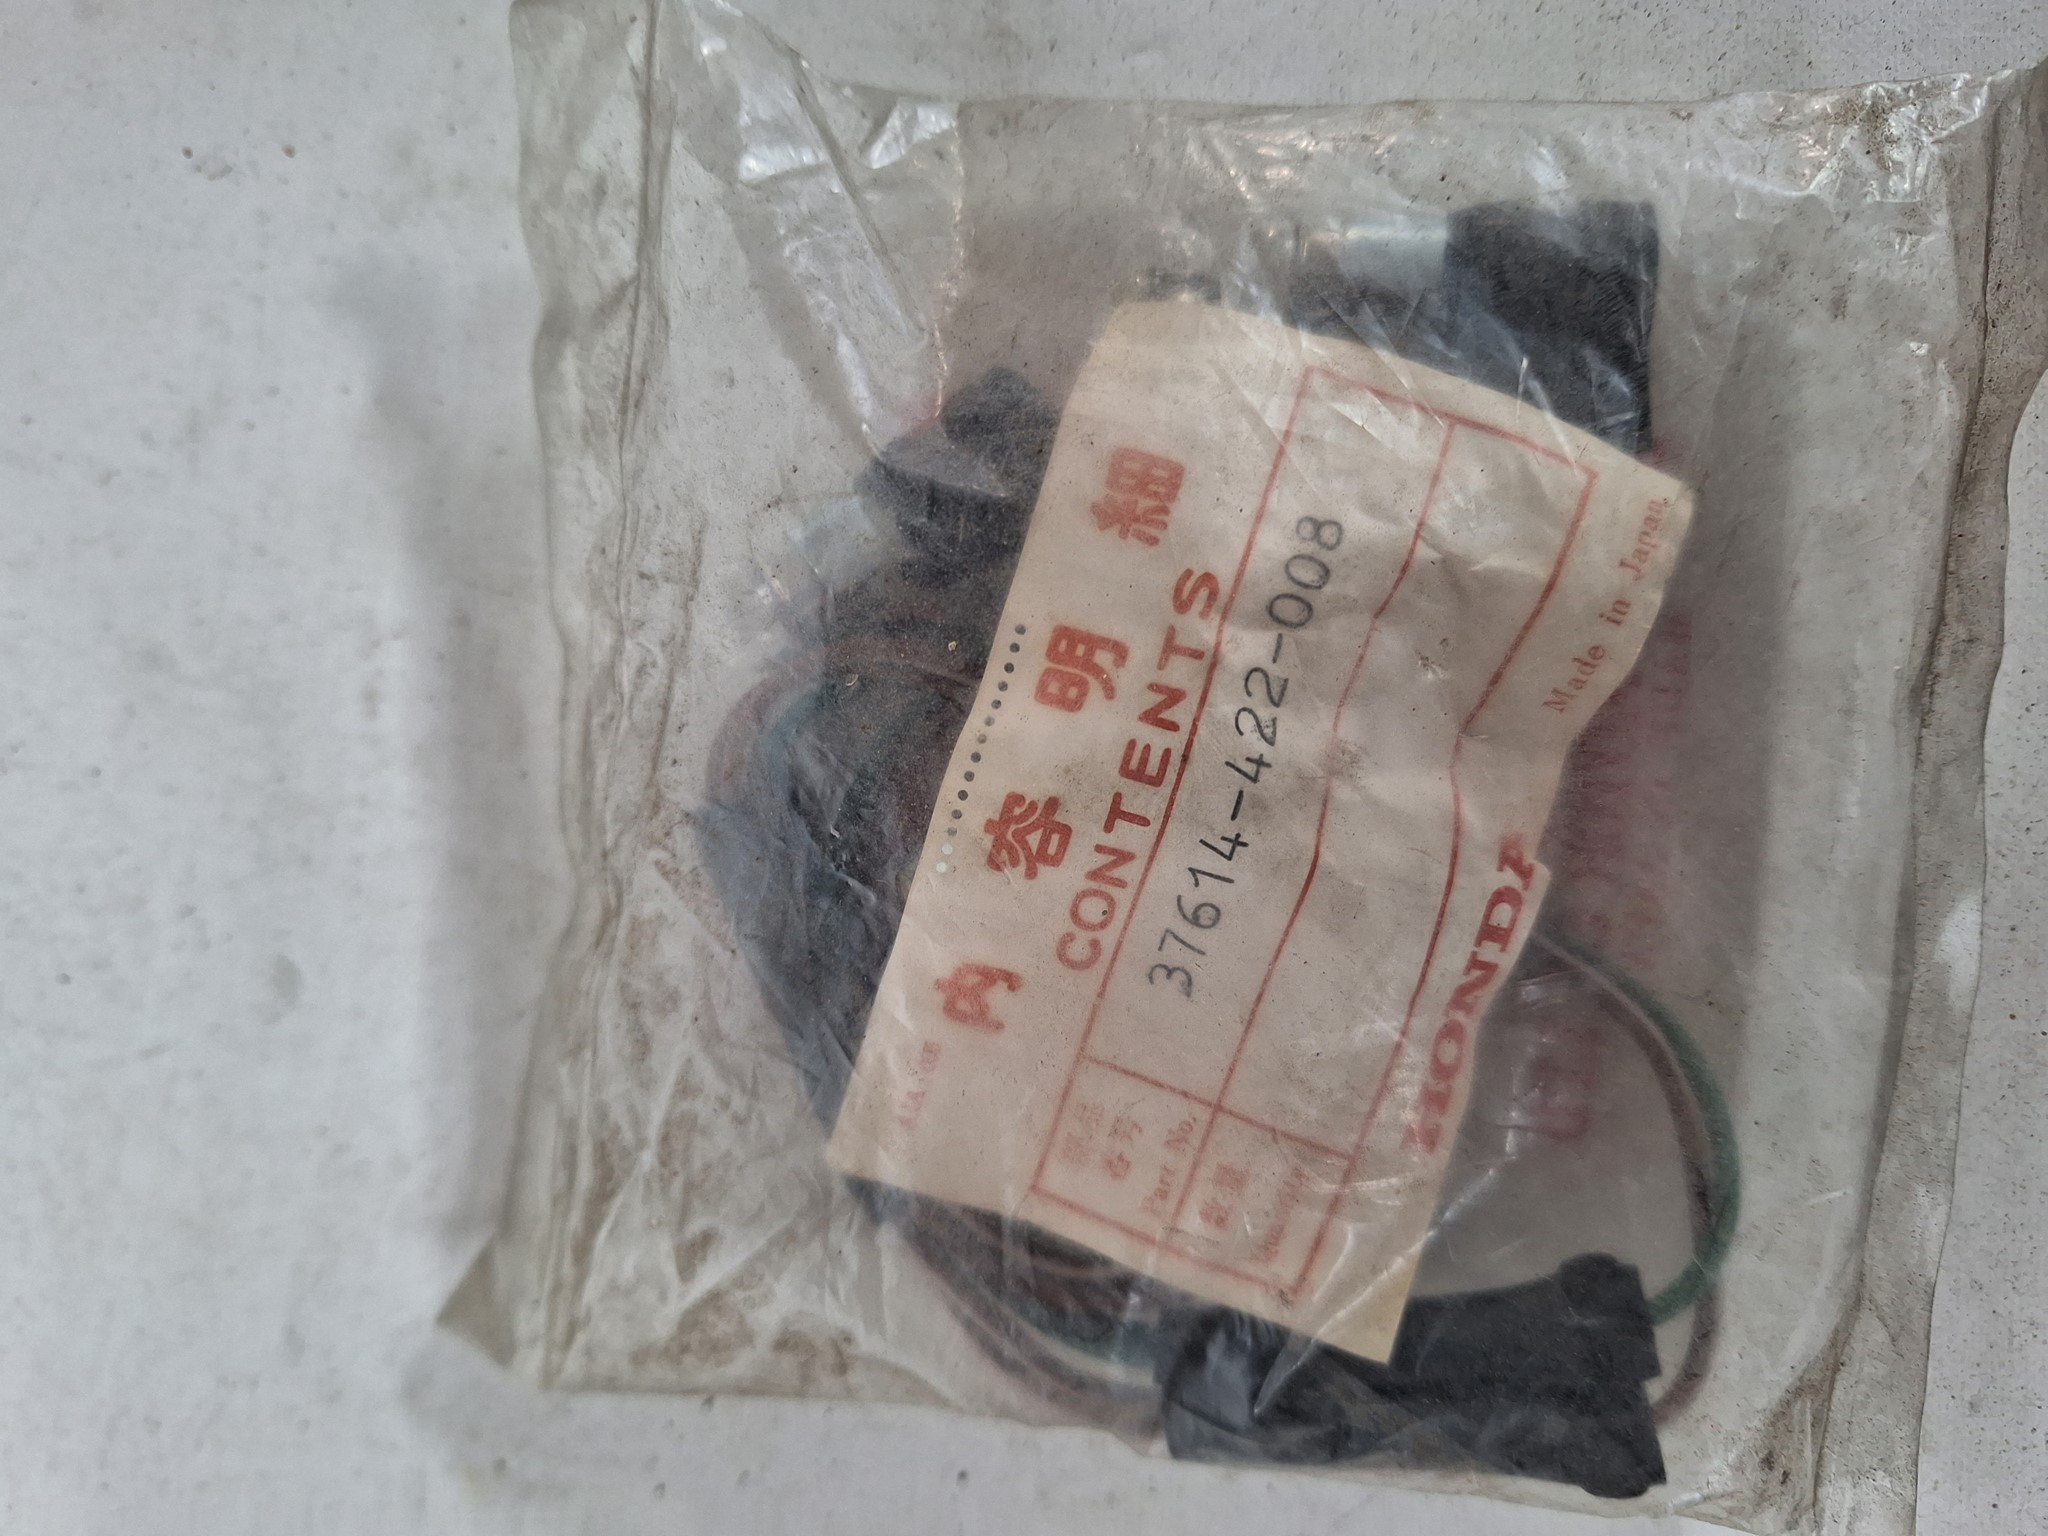 内容明細
CONTENTS
部品番号
Part No.
37614-422-008
数量
Quantity
HONDA
Made in Japan